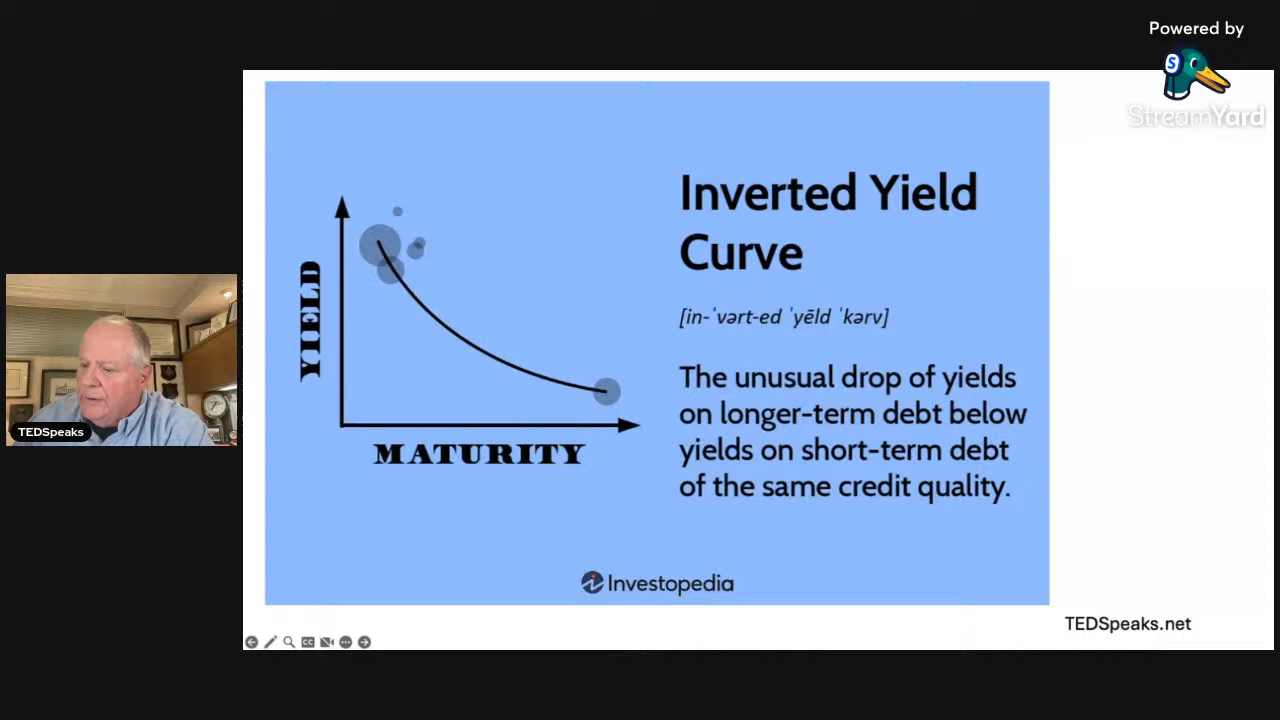 Powered by
S
StreamYard
Inverted Yield
Curve
[in-ˈvərt-ed ˈyēld ˈkərv]
YIELD
The unusual drop of yields
on longer-term debt below
yields on short-term debt
of the same credit quality.
MATURITY
TEDSpeaks
Investopedia
TEDSpeaks.net
CC